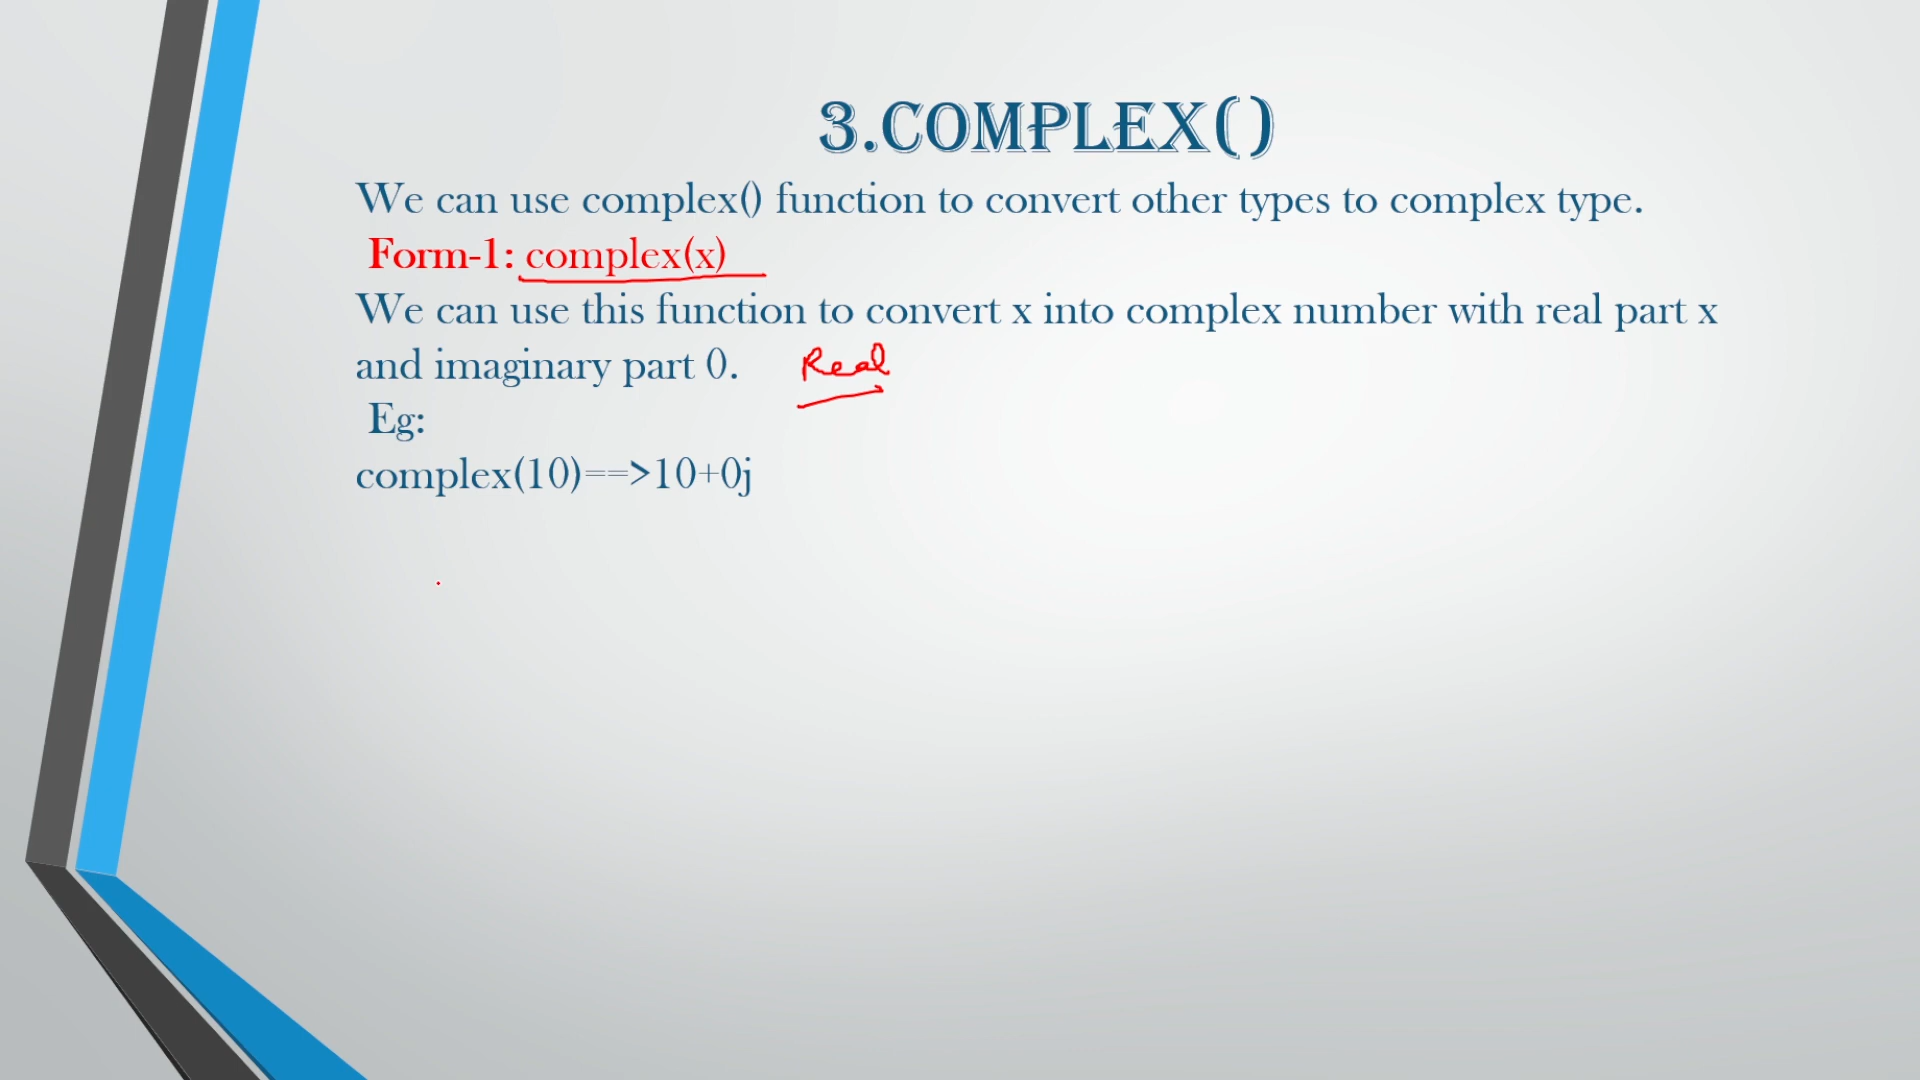 3.COMPLEX()
We can use complex() function to convert other types to complex type.
Form-1: complex(x)
We can use this function to convert x into complex number with real part x
and imaginary part 0. Real
Eg:
complex(10)==>10+0j